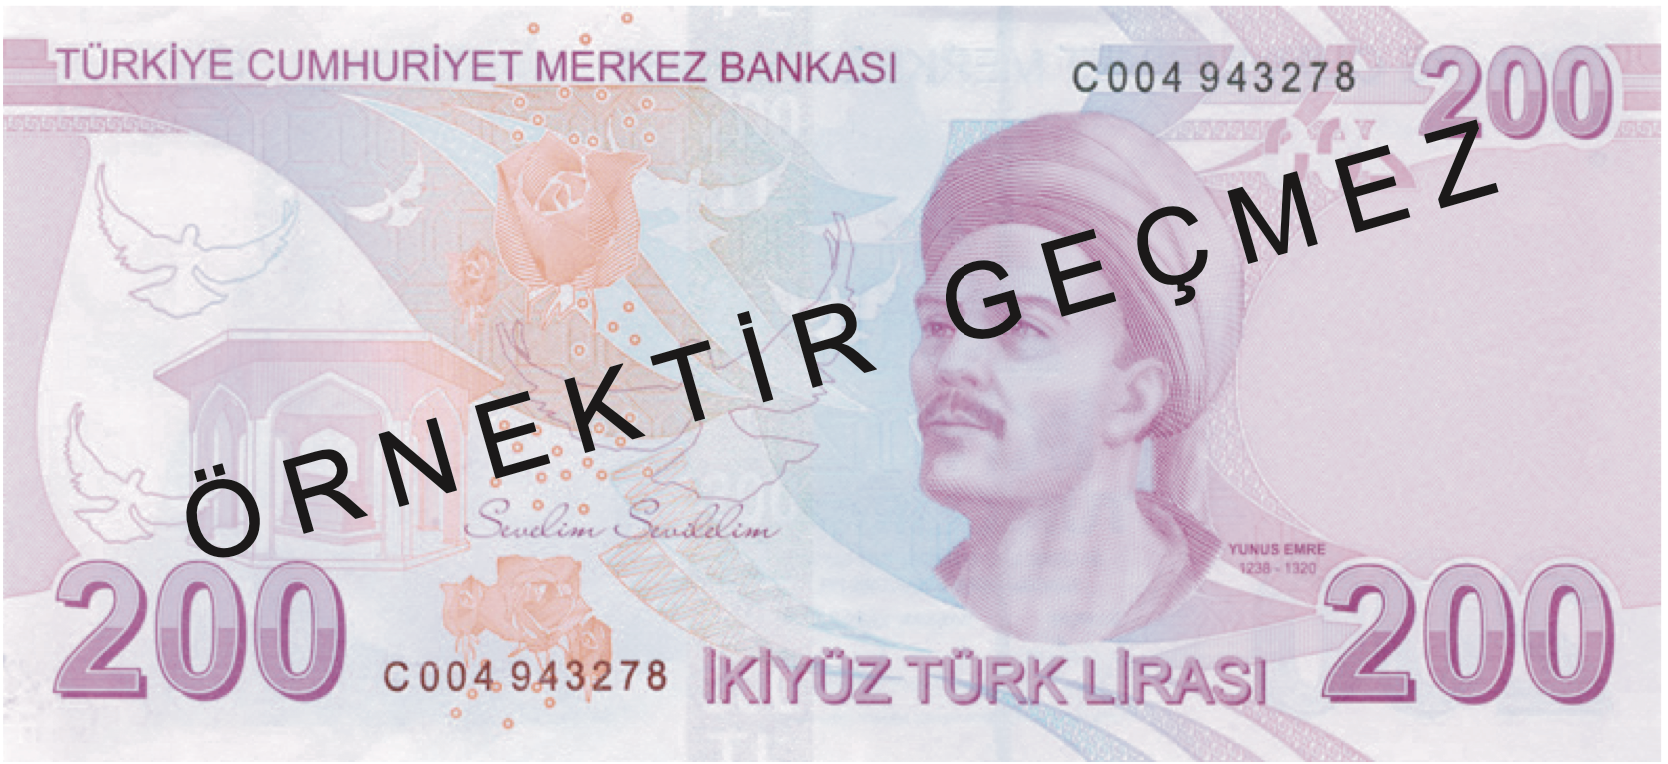 TÜRKİYE CUMHURİYET MERKEZ BANKASI
C004 943278
200
ÖRNEKTİR GEÇMEZ
Sevelim Sevilelim
YUNUS EMRE
1238 - 1320
200
C004 943278
İKİYÜZ TÜRK LİRASI
200